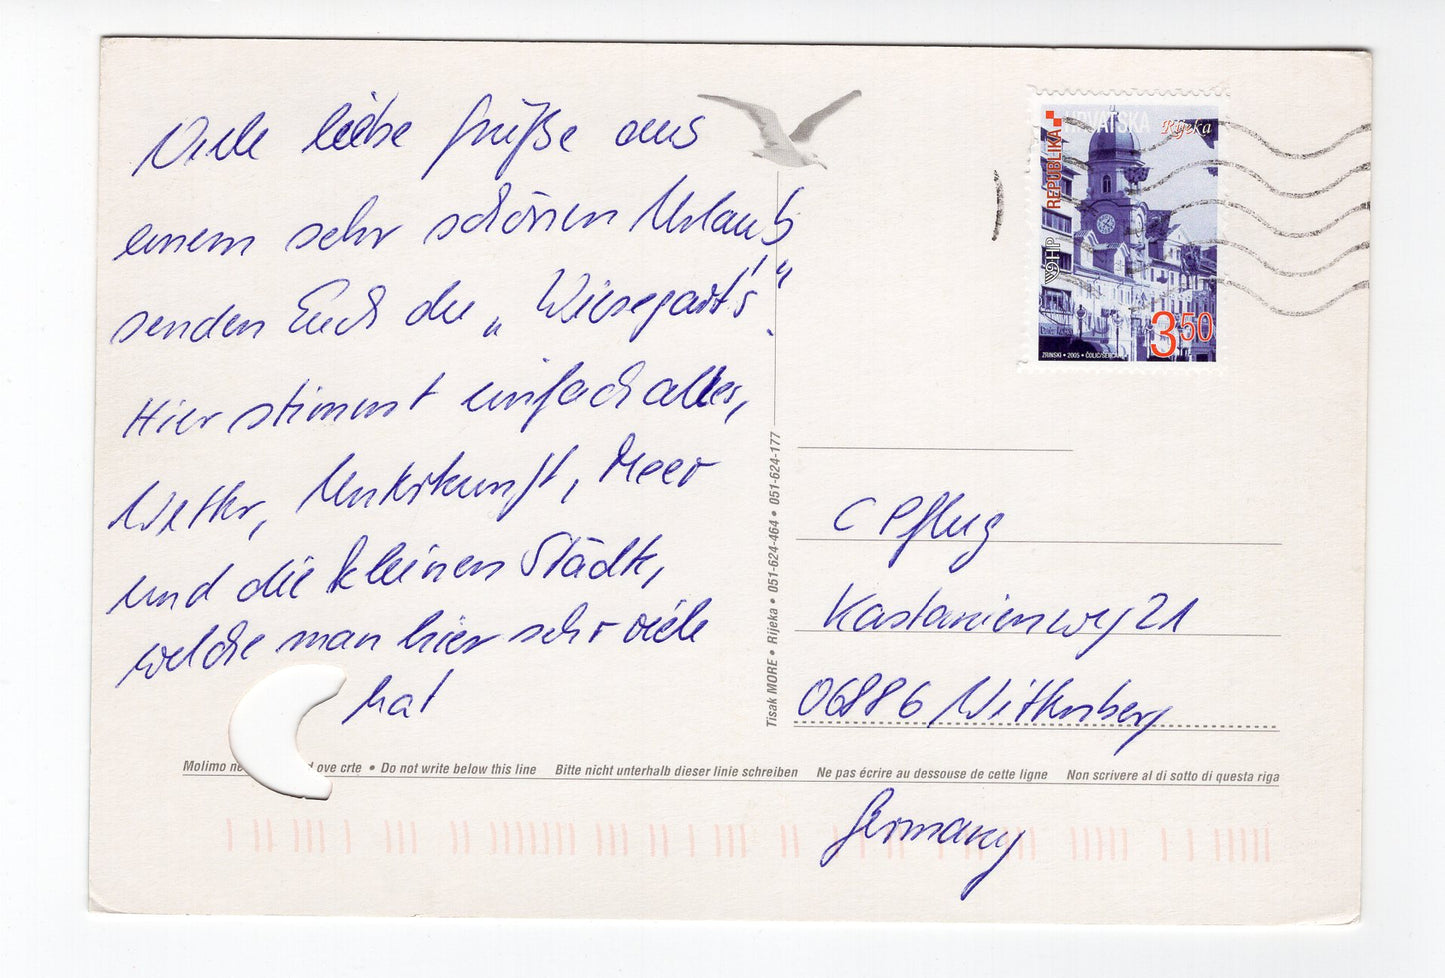 Viele liebe Grüße aus
einem sehr schönen Urlaub
senden Euch die „Wiesegart's".
Hier stimmt einfach alles,
Wetter, Unterkunft, Meer
und die kleinen Städte,
welche man hier sehr viele
hat
REPUBLIKA HRVATSKA
Rijeka
HP
3,50
ZRINSKI • 2005 •
Tisak MORE • Rijeka • 051-624-464 • 051-624-177
C Pflug
Kastanienweg 21
06886 Wittenberg
Molimo ne ove crte • Do not write below this line Bitte nicht unterhalb dieser linie schreiben Ne pas écrire au dessouse de cette ligne Non scrivere al di sotto di questa riga
Germany